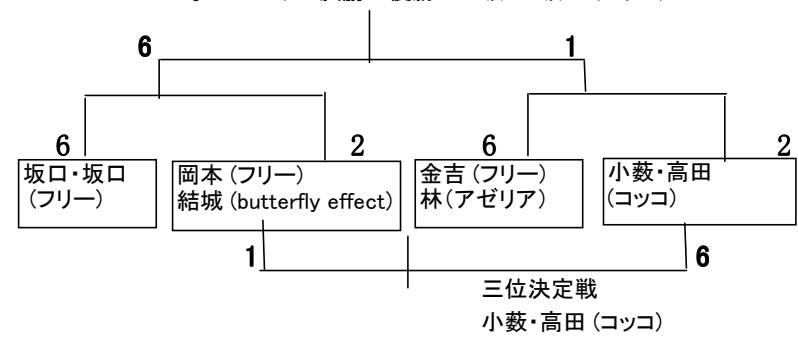 6
1
6
2
6
2
坂口・坂口
(フリー)
岡本(フリー)
結城(butterfly effect)
金吉(フリー)
林(アゼリア)
小薮・高田
(コッコ)
1
6
三位決定戦
小薮・高田(コッコ)